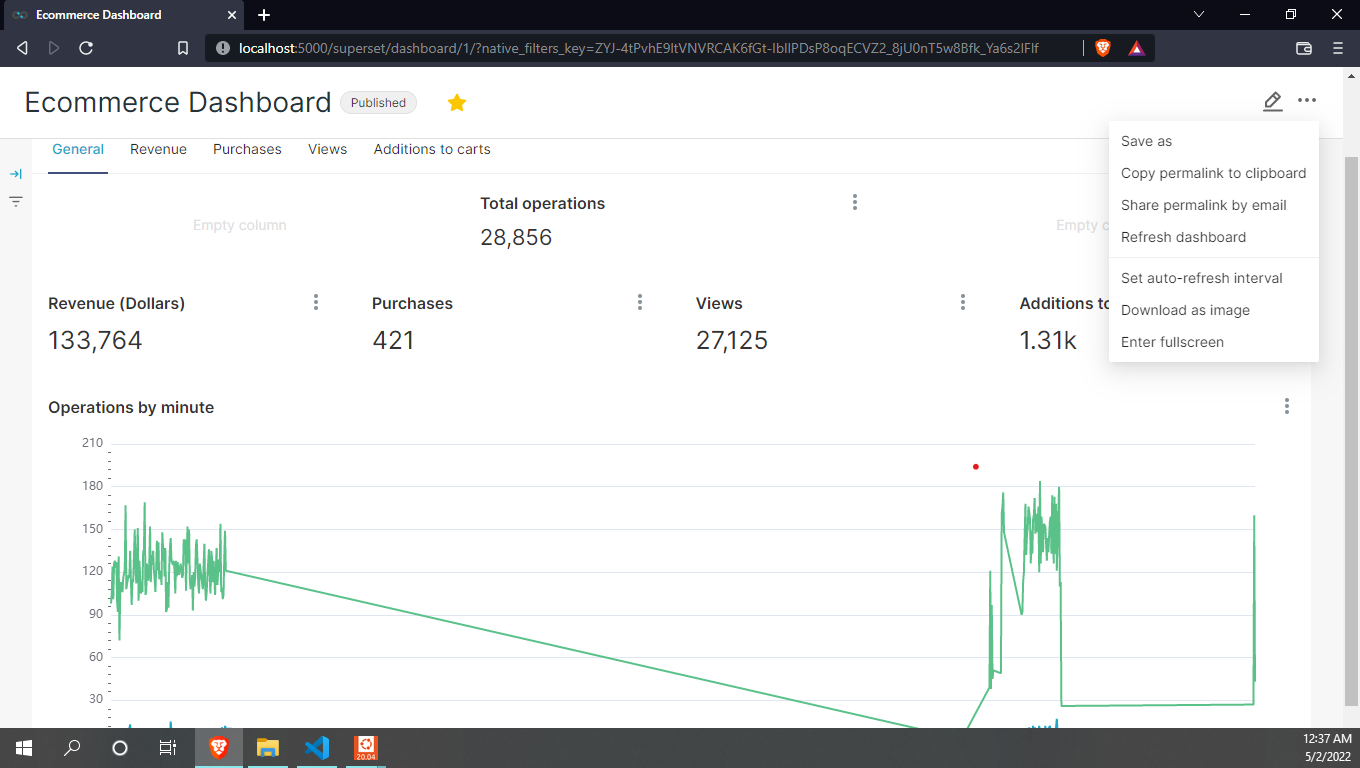 Ecommerce Dashboard
localhost:5000/superset/dashboard/1/?native_filters_key=ZYJ-4tPvhE9ltVNVRCAK6fGt-lbIlPDsP8oqECVZ2_8jU0nT5w8Bfk_Ya6s2lFlf
Ecommerce Dashboard Published
General Revenue Purchases Views Additions to carts
Save as
Copy permalink to clipboard
Share permalink by email
Refresh dashboard
Set auto-refresh interval
Download as image
Enter fullscreen
Empty column
Total operations
28,856
Empty c
Revenue (Dollars) Purchases Views Additions to
133,764 421 27,125 1.31k
Operations by minute
210
180
150
120
90
60
30
20.04
12:37 AM
5/2/2022